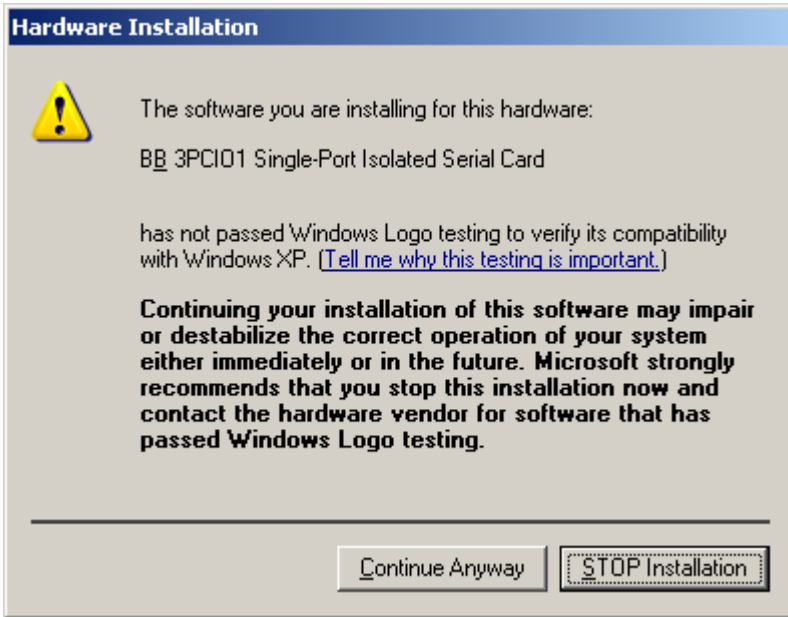 Hardware Installation
The software you are installing for this hardware:
BB 3PCIO1 Single-Port Isolated Serial Card
has not passed Windows Logo testing to verify its compatibility
with Windows XP. (Tell me why this testing is important.)
Continuing your installation of this software may impair
or destabilize the correct operation of your system
either immediately or in the future. Microsoft strongly
recommends that you stop this installation now and
contact the hardware vendor for software that has
passed Windows Logo testing.
Continue Anyway
STOP Installation